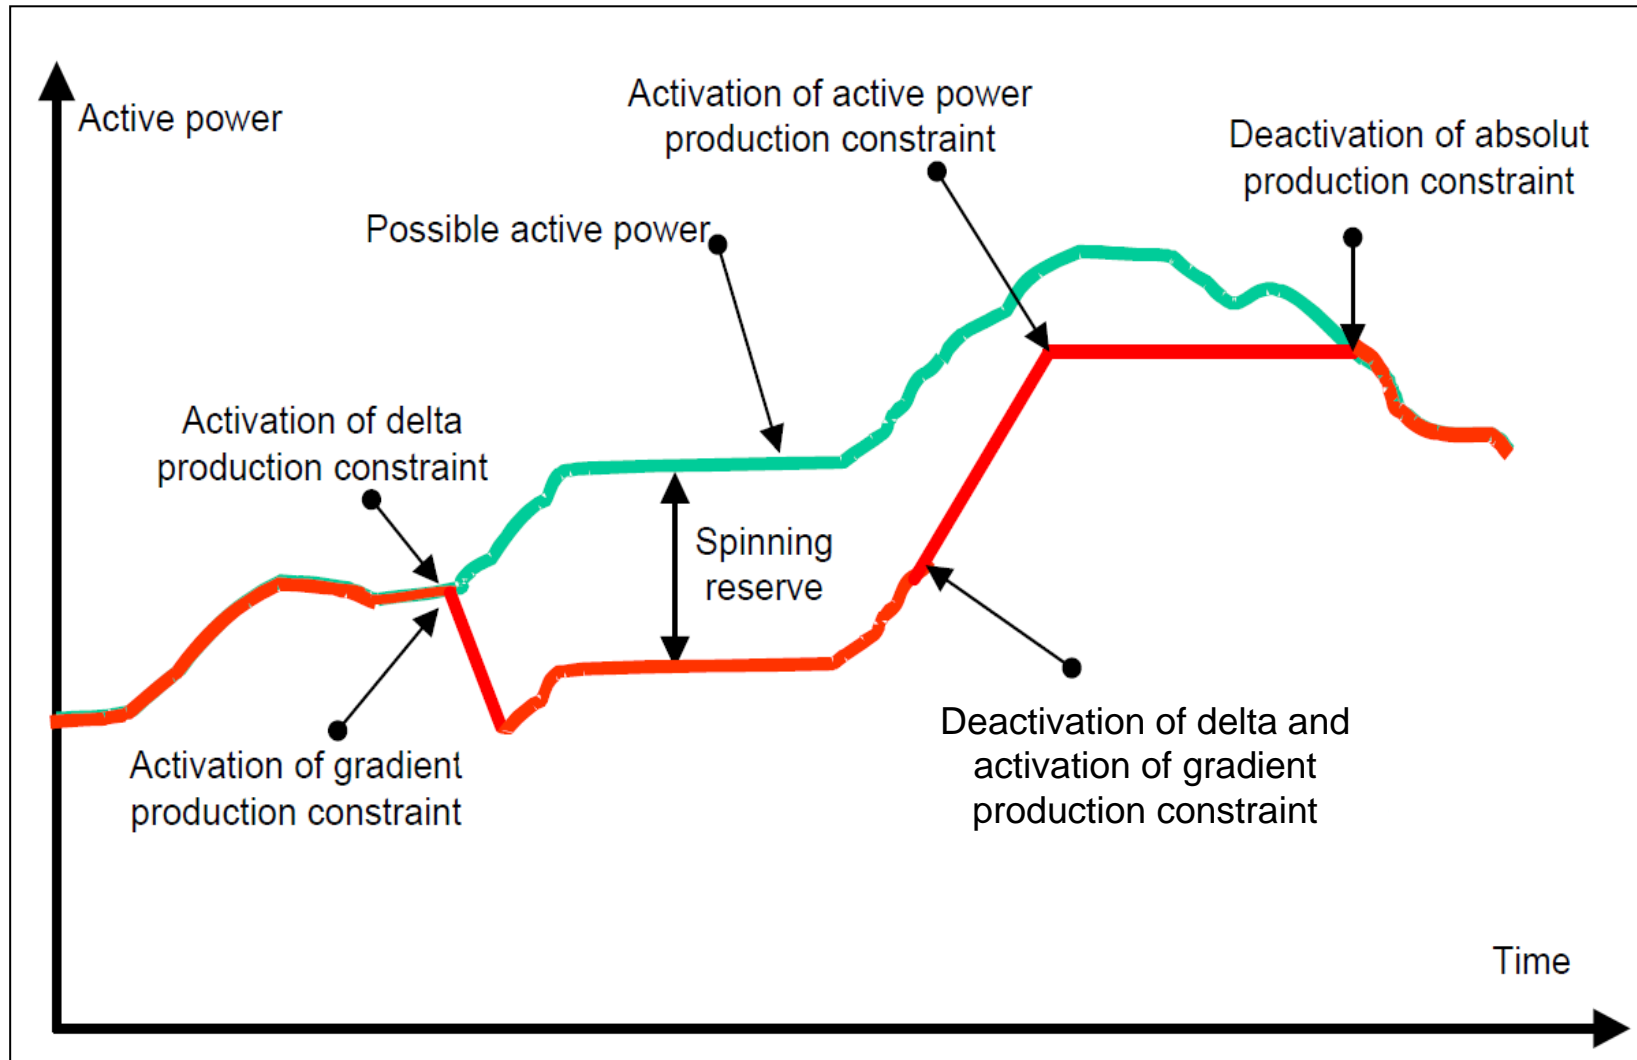 Active power
Activation of active power
production constraint
Deactivation of absolut
production constraint
Possible active power
Activation of delta
production constraint
Spinning
reserve
Activation of gradient
production constraint
Deactivation of delta and
activation of gradient
production constraint
Time